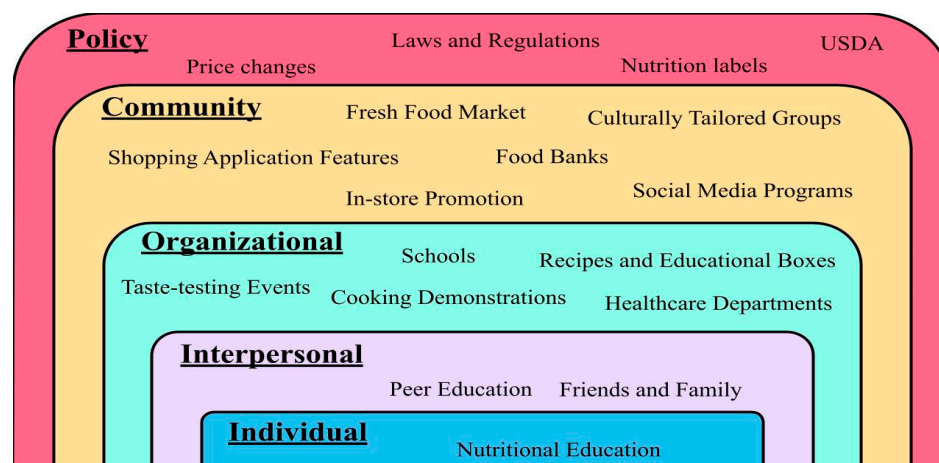 Policy
Laws and Regulations
USDA
Price changes
Nutrition labels
Community
Fresh Food Market
Culturally Tailored Groups
Shopping Application Features
Food Banks
In-store Promotion
Social Media Programs
Organizational
Schools
Recipes and Educational Boxes
Taste-testing Events
Cooking Demonstrations
Healthcare Departments
Interpersonal
Peer Education
Friends and Family
Individual
Nutritional Education